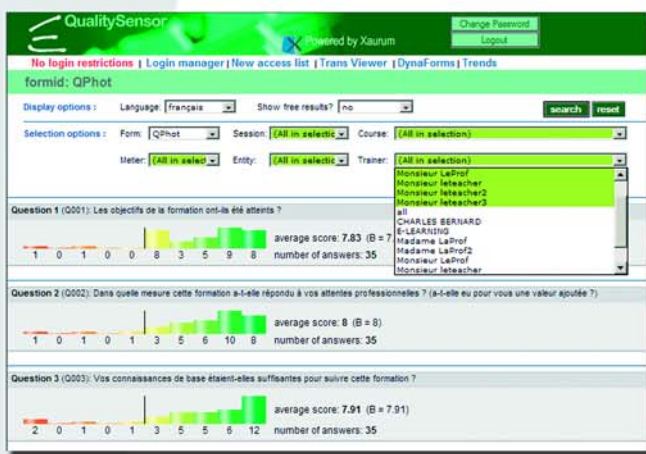 QualitySensor
Powered by Xaurum
Change Password
Logout
No login restrictions | Login manager | New access list | Trans Viewer | DynaForms | Trends
formid: QPhot
Display options : Language: français Show free results? no search reset
Selection options : Form: QPhot Session: (All in selectio Course: (All in selection)
Metier: (All in select Entity: (All in selectio Trainer: (All in selection)
Monsieur LeProf
Monsieur leteacher
Monsieur leteacher2
Monsieur leteacher3
all
CHARLES BERNARD
E-LEARNING
Madame LaProf
Madame LaProf2
Monsieur LeProf
Monsieur leteacher
Question 1 (Q001): Les objectifs de la formation ont-ils été atteints ?
average score: 7.83 (B = 7.
1 0 1 0 0 8 3 5 9 8 number of answers: 35
Question 2 (Q002): Dans quelle mesure cette formation a-t-elle répondu à vos attentes professionnelles ? (a-t-elle eu pour vous une valeur ajoutée ?)
average score: 8 (B = 8)
1 0 1 0 1 3 5 6 10 8 number of answers: 35
Question 3 (Q003): Vos connaissances de base étaient-elles suffisantes pour suivre cette formation ?
average score: 7.91 (B = 7.91)
2 0 1 0 1 3 5 5 6 12 number of answers: 35